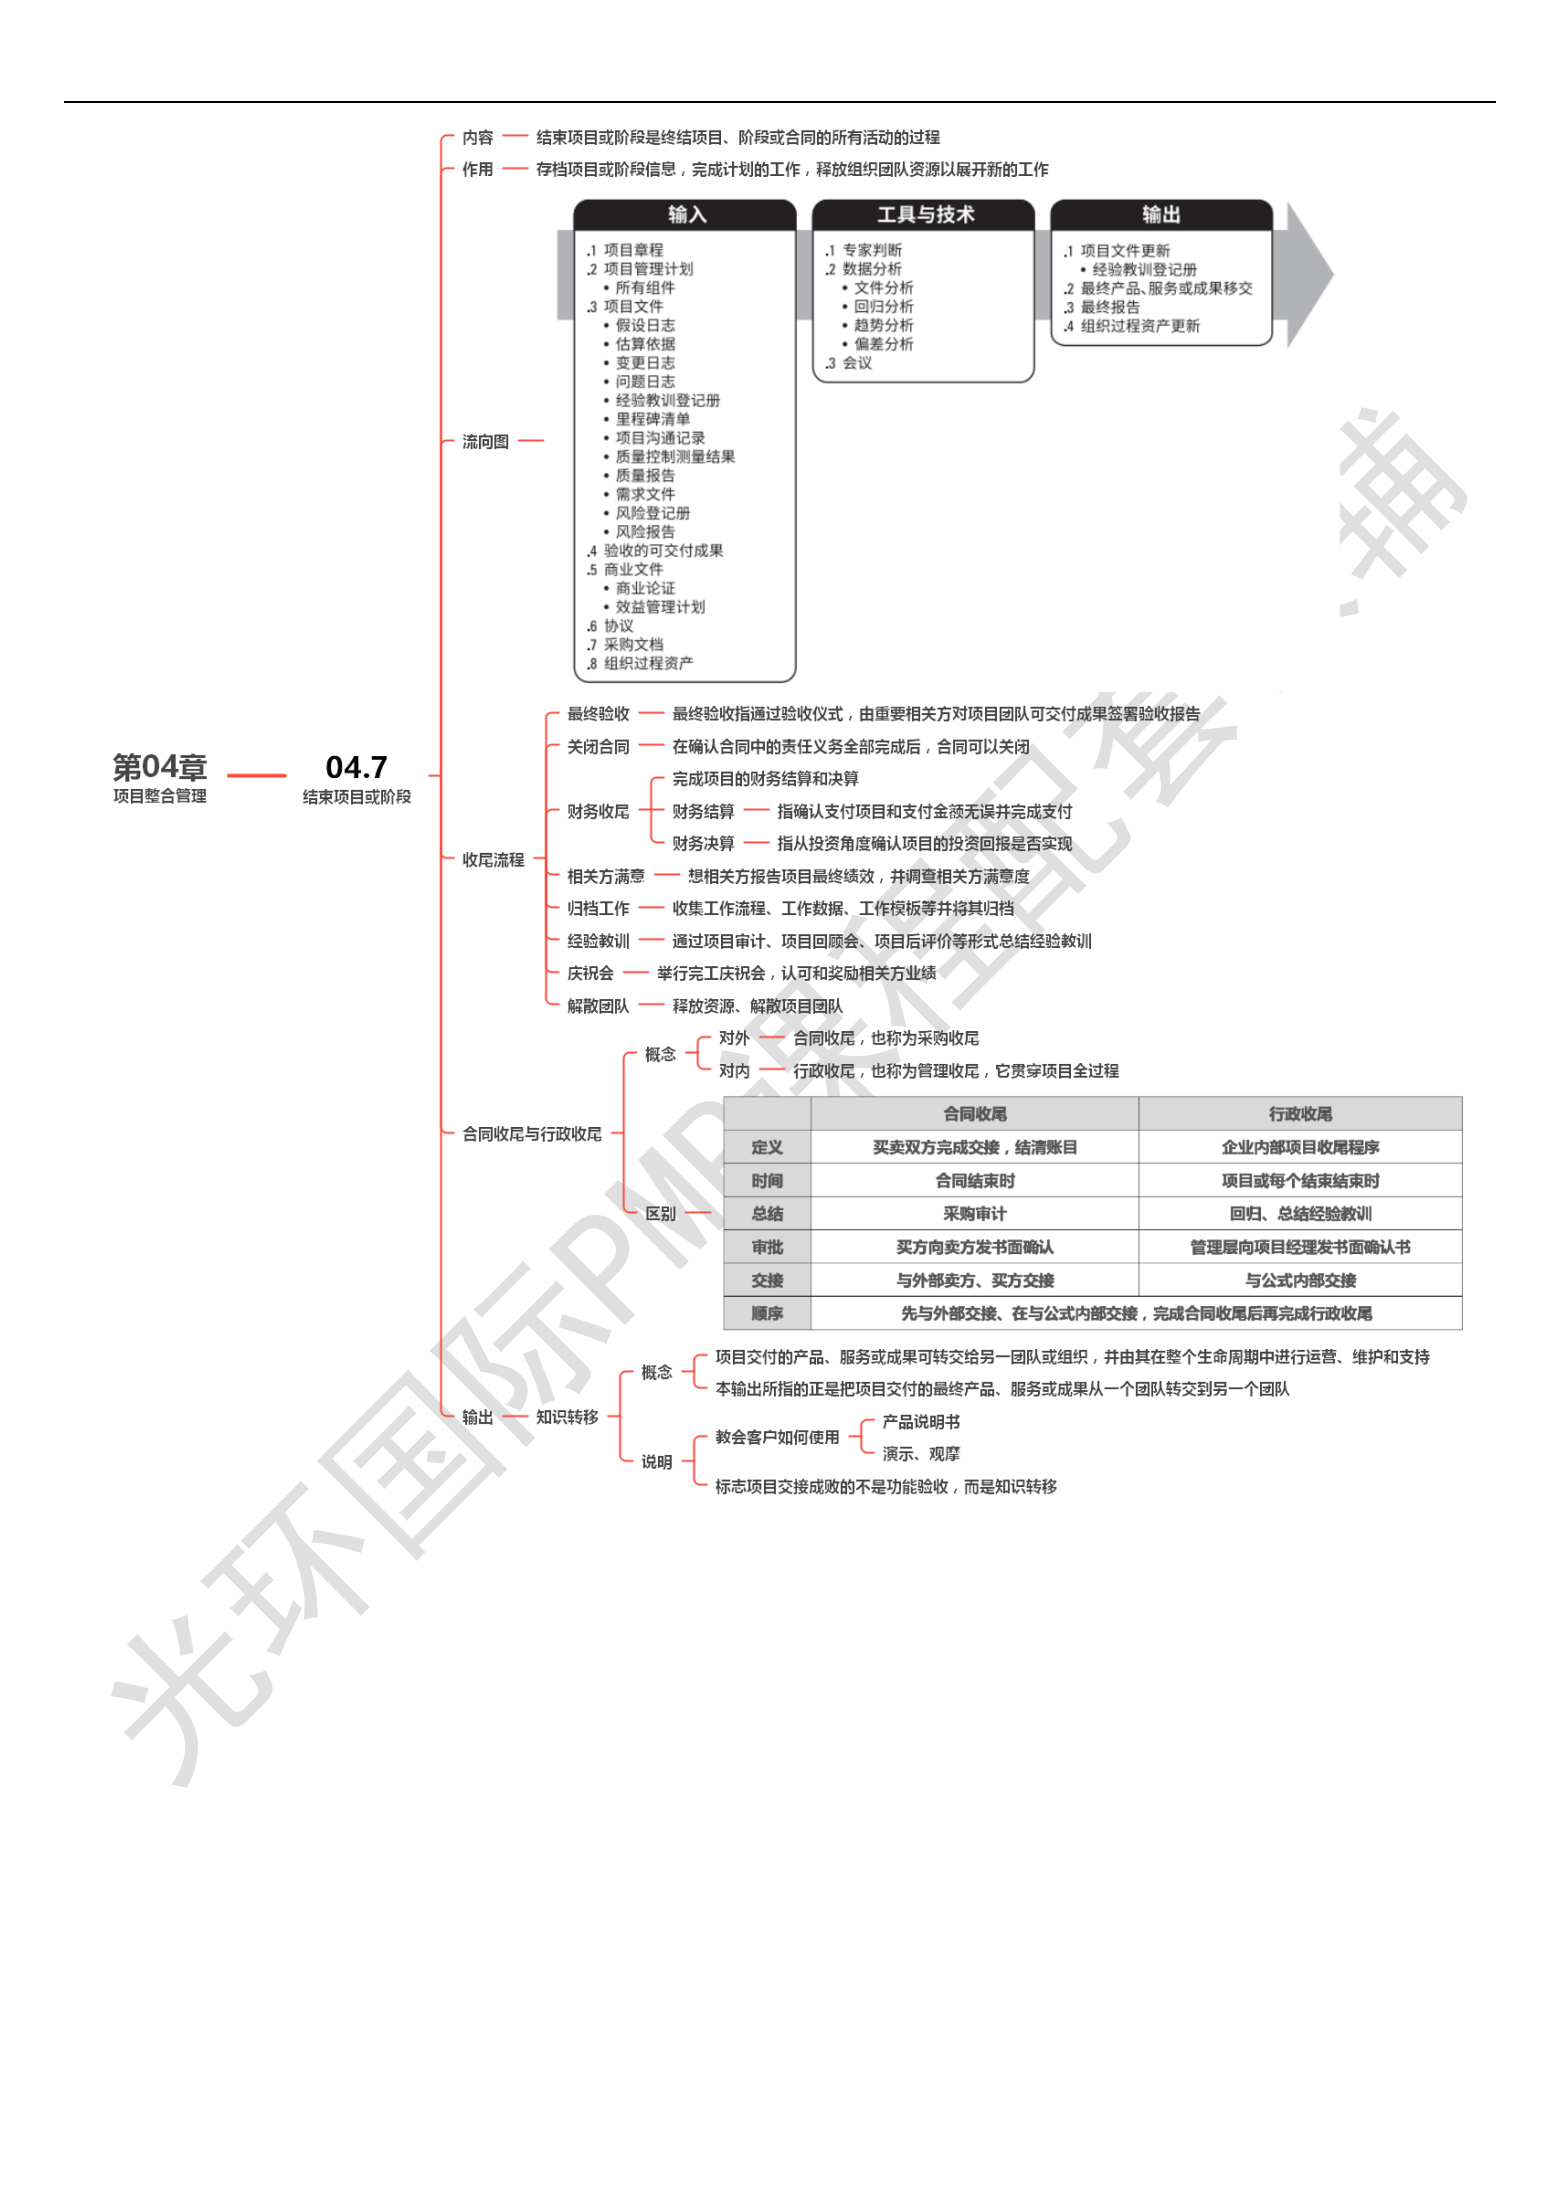 第04章
项目整合管理
04.7
结束项目或阶段
内容
结束项目或阶段是终结项目、阶段或合同的所有活动的过程
作用
存档项目或阶段信息，完成计划的工作，释放组织团队资源以展开新的工作
流向图
输入
.1 项目章程
.2 项目管理计划
• 所有组件
.3 项目文件
• 假设日志
• 估算依据
• 变更日志
• 问题日志
• 经验教训登记册
• 里程碑清单
• 项目沟通记录
• 质量控制测量结果
• 质量报告
• 需求文件
• 风险登记册
• 风险报告
.4 验收的可交付成果
.5 商业文件
• 商业论证
• 效益管理计划
.6 协议
.7 采购文档
.8 组织过程资产
工具与技术
.1 专家判断
.2 数据分析
• 文件分析
• 回归分析
• 趋势分析
• 偏差分析
.3 会议
输出
.1 项目文件更新
• 经验教训登记册
.2 最终产品、服务或成果移交
.3 最终报告
.4 组织过程资产更新
收尾流程
最终验收
最终验收指通过验收仪式，由重要相关方对项目团队可交付成果签署验收报告
关闭合同
在确认合同中的责任义务全部完成后，合同可以关闭
财务收尾
完成项目的财务结算和决算
财务结算
指确认支付项目和支付金额无误并完成支付
财务决算
指从投资角度确认项目的投资回报是否实现
相关方满意
想相关方报告项目最终绩效，并调查相关方满意度
归档工作
收集工作流程、工作数据、工作模板等并将其归档
经验教训
通过项目审计、项目回顾会、项目后评价等形式总结经验教训
庆祝会
举行完工庆祝会，认可和奖励相关方业绩
解散团队
释放资源、解散项目团队
合同收尾与行政收尾
概念
对外
合同收尾，也称为采购收尾
对内
行政收尾，也称为管理收尾，它贯穿项目全过程
区别
合同收尾 行政收尾
定义 买卖双方完成交接，结清账目 企业内部项目收尾程序
时间 合同结束时 项目或每个结束结束时
总结 采购审计 回归、总结经验教训
审批 买方向卖方发书面确认 管理层向项目经理发书面确认书
交接 与外部卖方、买方交接 与公式内部交接
顺序 先与外部交接、在与公式内部交接，完成合同收尾后再完成行政收尾
输出
知识转移
概念
项目交付的产品、服务或成果可转交给另一团队或组织，并由其在整个生命周期中进行运营、维护和支持
本输出所指的正是把项目交付的最终产品、服务或成果从一个团队转交到另一个团队
说明
教会客户如何使用
产品说明书
演示、观摩
标志项目交接成败的不是功能验收，而是知识转移
光环国际PMP课程配套
辅